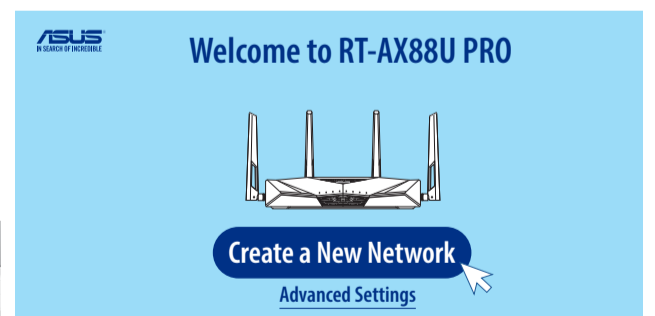 ASUS
IN SEARCH OF INCREDIBLE
Welcome to RT-AX88U PRO
Create a New Network
Advanced Settings